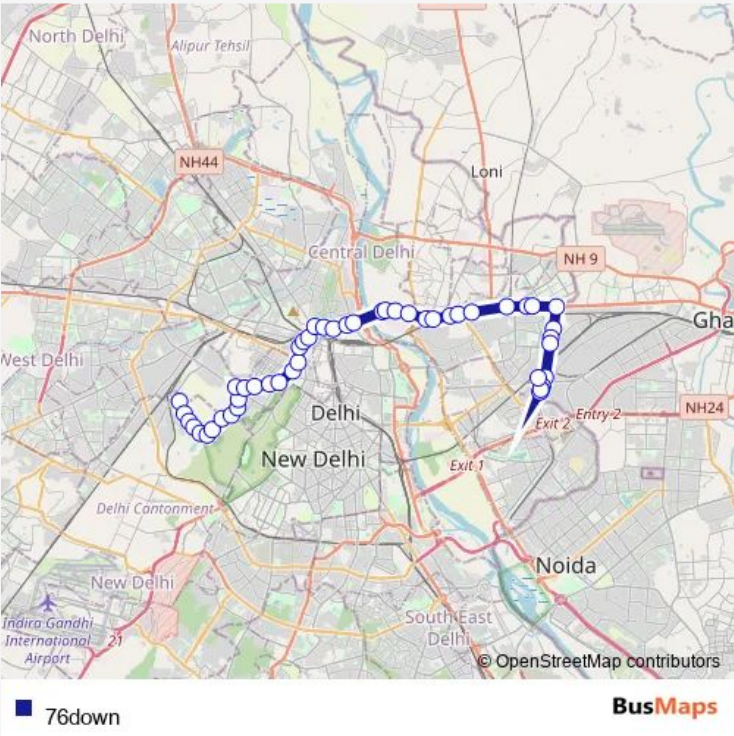 North Delhi
Alipur Tehsil
NH44
Loni
Central Delhi
NH 9
Gha
West Delhi
Delhi
Exit 2
Entry 2
NH24
New Delhi
Exit 1
Delhi Cantonment
Noida
New Delhi
Indira Gandhi
International
Airport
21
South East
Delhi
© OpenStreetMap contributors
76down
BusMaps